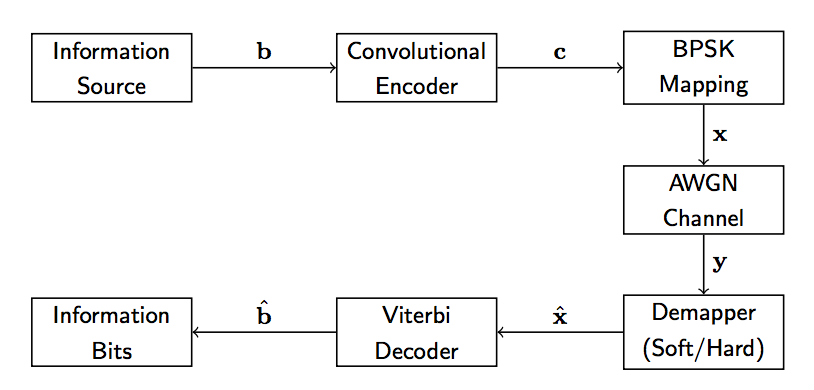 Information
Source
b
Convolutional
Encoder
c
BPSK
Mapping
x
AWGN
Channel
y
Demapper
(Soft/Hard)
x̂
Viterbi
Decoder
b̂
Information
Bits